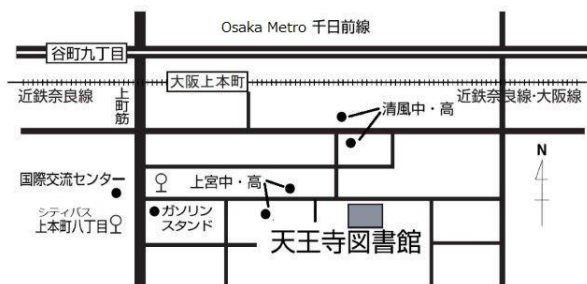 Osaka Metro 千日前線
谷町九丁目
大阪上本町
近鉄奈良線
上町筋
近鉄奈良線・大阪線
清風中・高
N
国際交流センター
上宮中・高
シティバス
上本町八丁目
ガソリン
スタンド
天王寺図書館